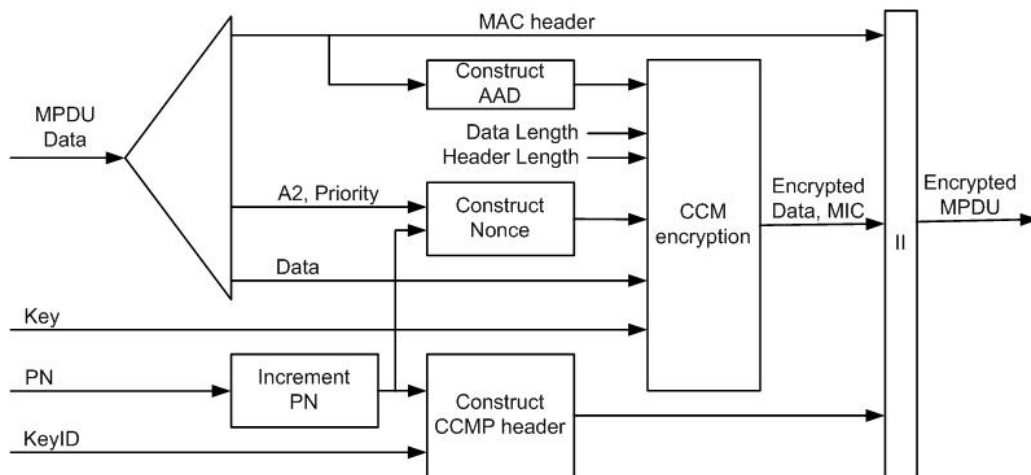 MAC header
Construct
AAD
MPDU
Data
Data Length
Header Length
A2, Priority
Construct
Nonce
CCM
encryption
Encrypted
Data, MIC
Encrypted
MPDU
II
Data
Key
PN
Increment
PN
Construct
CCMP header
KeyID